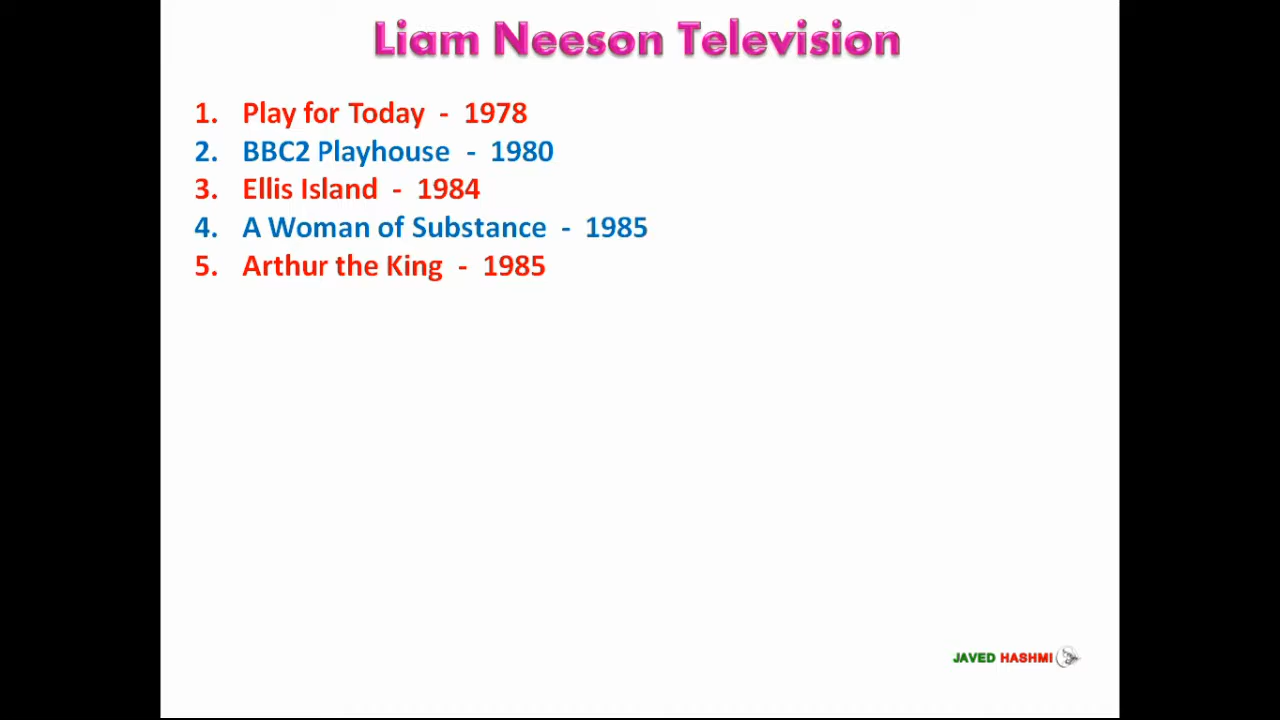 Liam Neeson Television
1. Play for Today - 1978
2. BBC2 Playhouse - 1980
3. Ellis Island - 1984
4. A Woman of Substance - 1985
5. Arthur the King - 1985
JAVED HASHMI